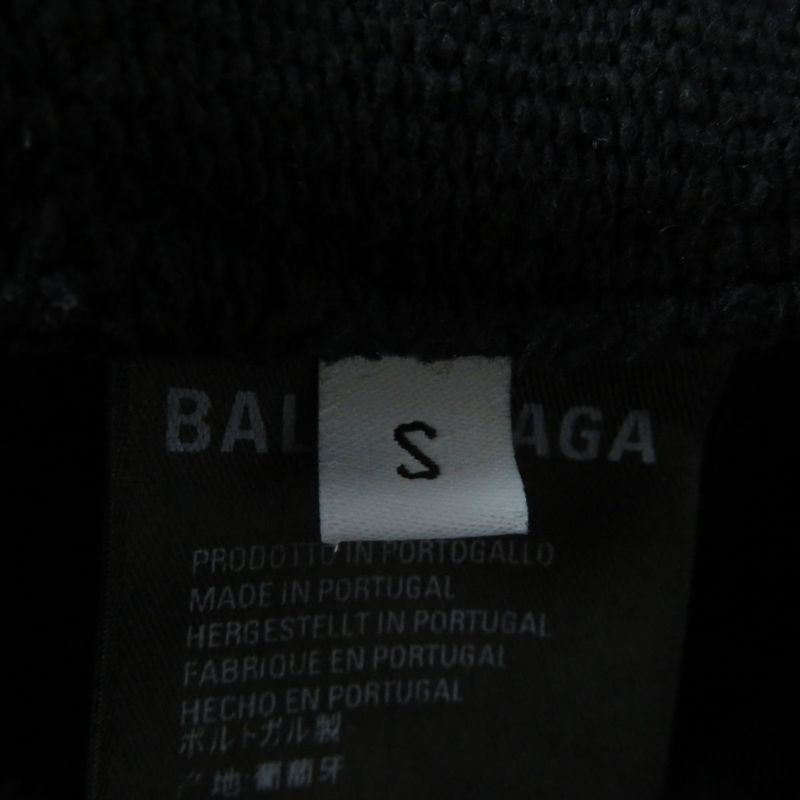 BAL AGA
S
PRODOTTO IN PORTOGALLO
MADE IN PORTUGAL
HERGESTELLT IN PORTUGAL
FABRIQUE EN PORTUGAL
HECHO EN PORTUGAL
ポルトガル製
产地:葡萄牙